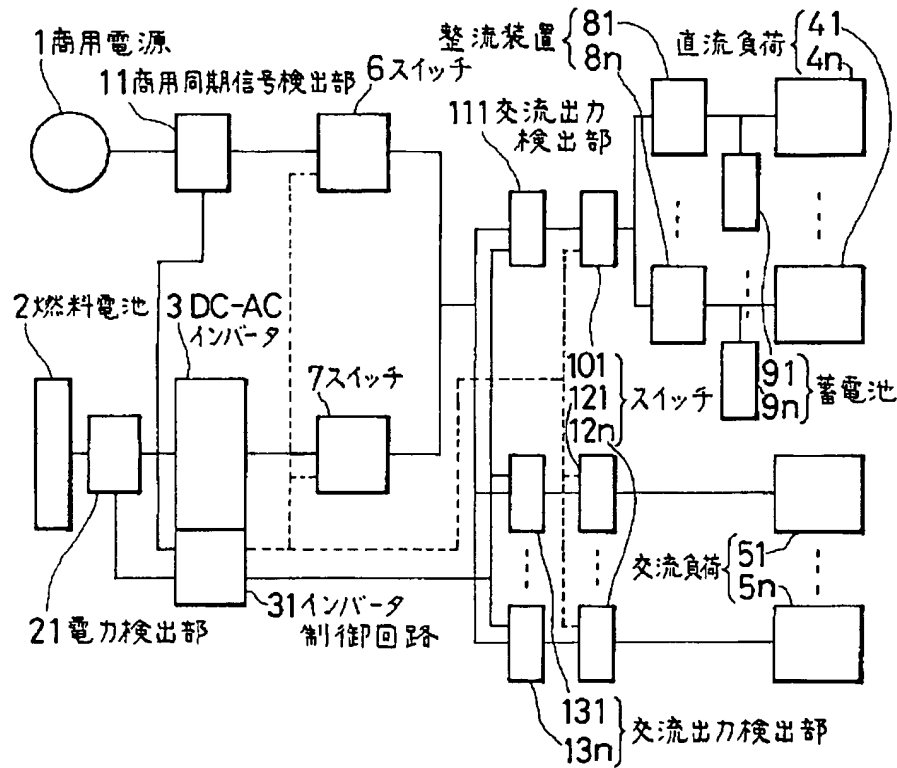 1商用電源
11商用同期信号検出部
6スイッチ
整流装置
81
8n
直流負荷
41
4n
111交流出力
検出部
2燃料電池
3 DC-AC
インバータ
7スイッチ
101
121
12n
スイッチ
91
9n
蓄電池
交流負荷
51
5n
21電力検出部
31インバータ
制御回路
131
13n
交流出力検出部